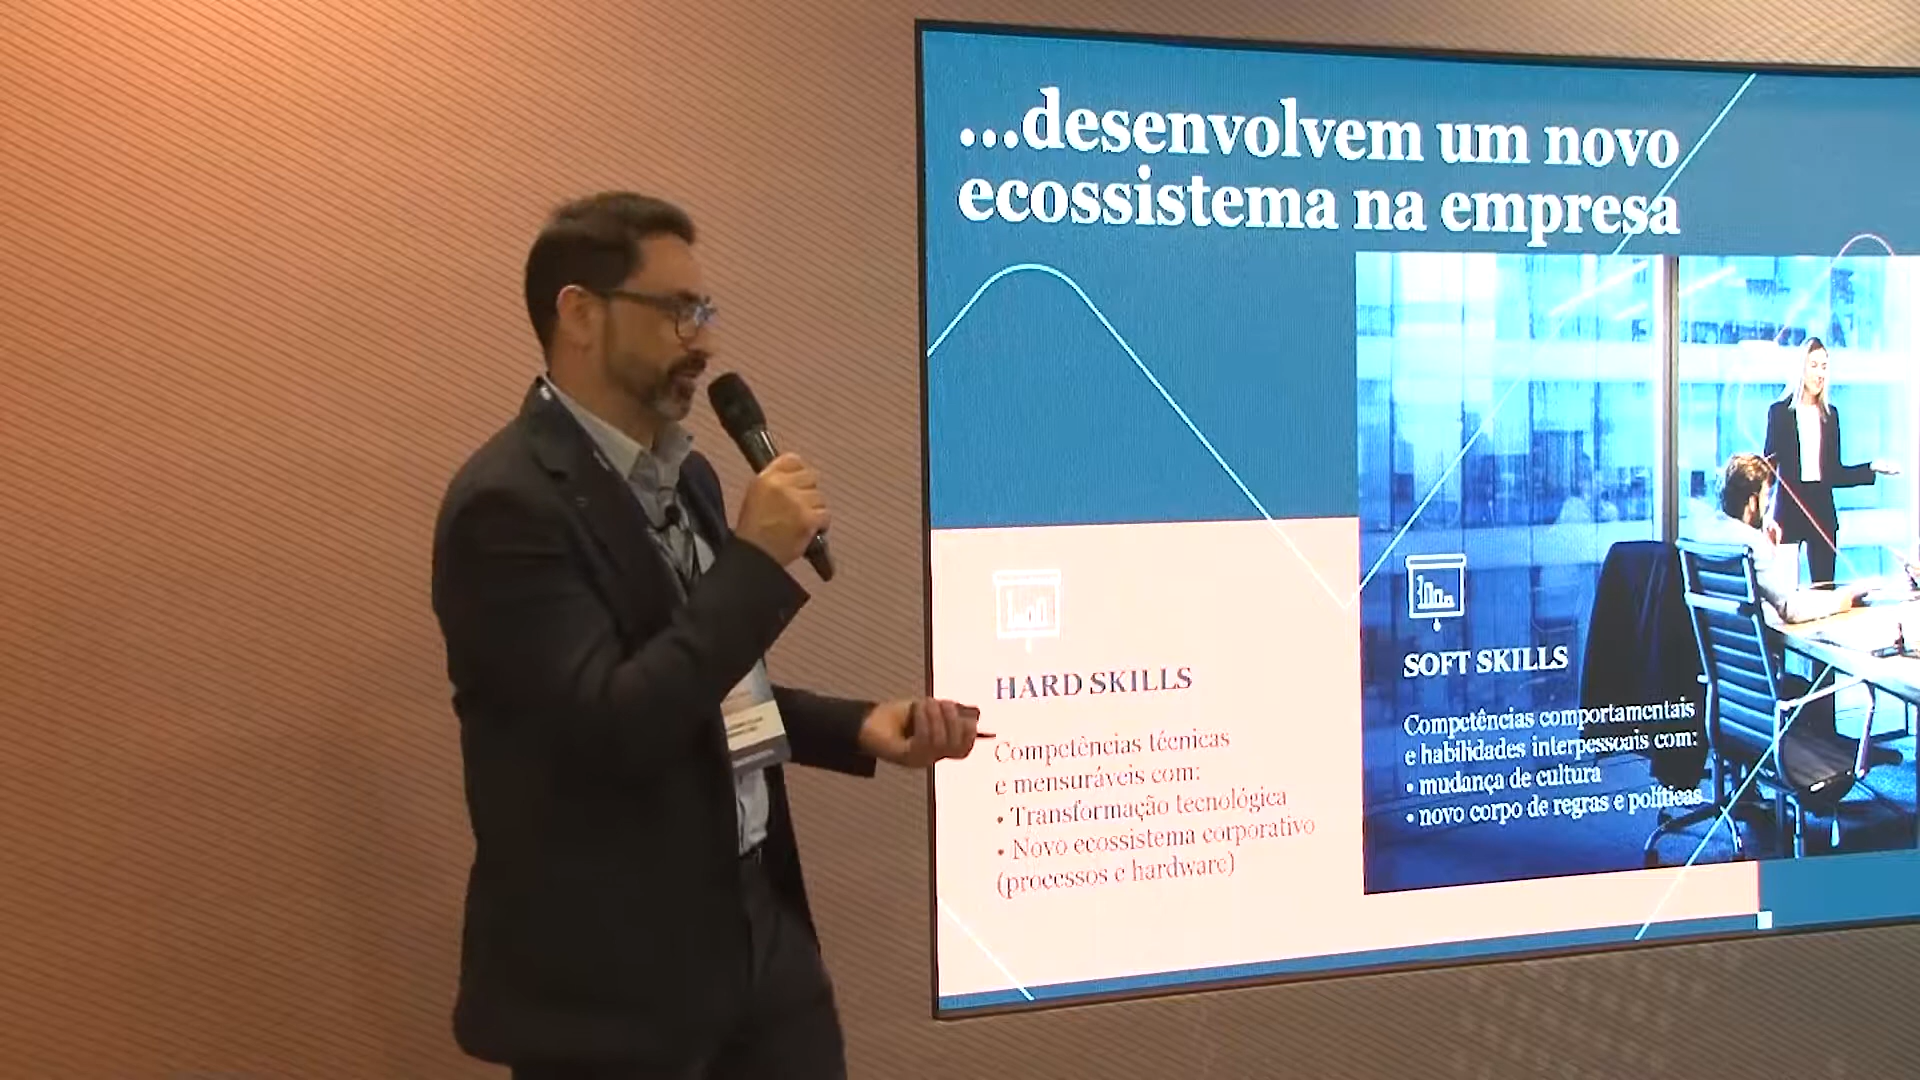 ...desenvolvem um novo
ecossistema na empresa
HARD SKILLS
Competências técnicas
e mensuráveis com:
• Transformação tecnológica
• Novo ecossistema corporativo
(processos e hardware)
SOFT SKILLS
Competências comportamentais
e habilidades interpessoais com:
• mudança de cultura
• novo corpo de regras e políticas